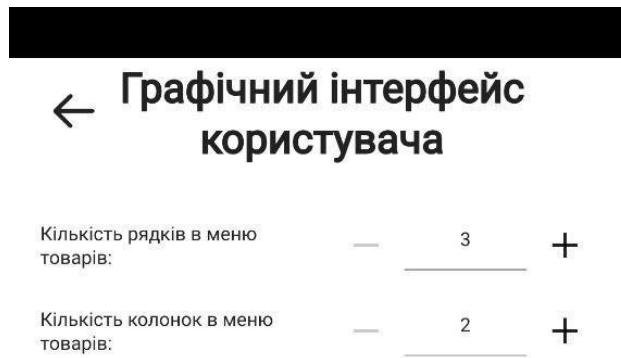 Графічний інтерфейс
користувача
Кількість рядків в меню
товарів:
3
Кількість колонок в меню
товарів:
2